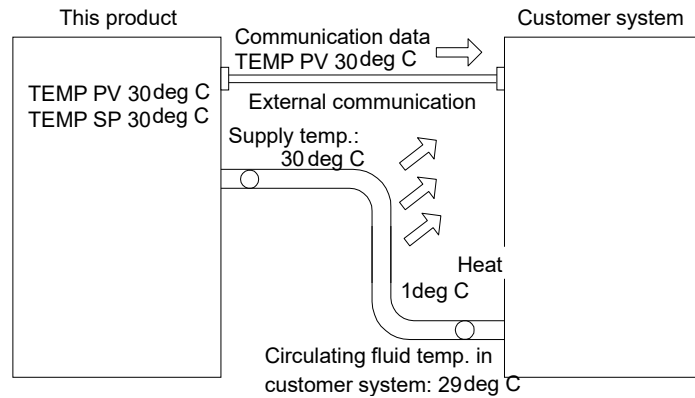 This product
Customer system
Communication data
TEMP PV 30deg C
TEMP PV 30deg C
TEMP SP 30deg C
External communication
Supply temp.:
30deg C
Heat
1deg C
Circulating fluid temp. in
customer system: 29deg C